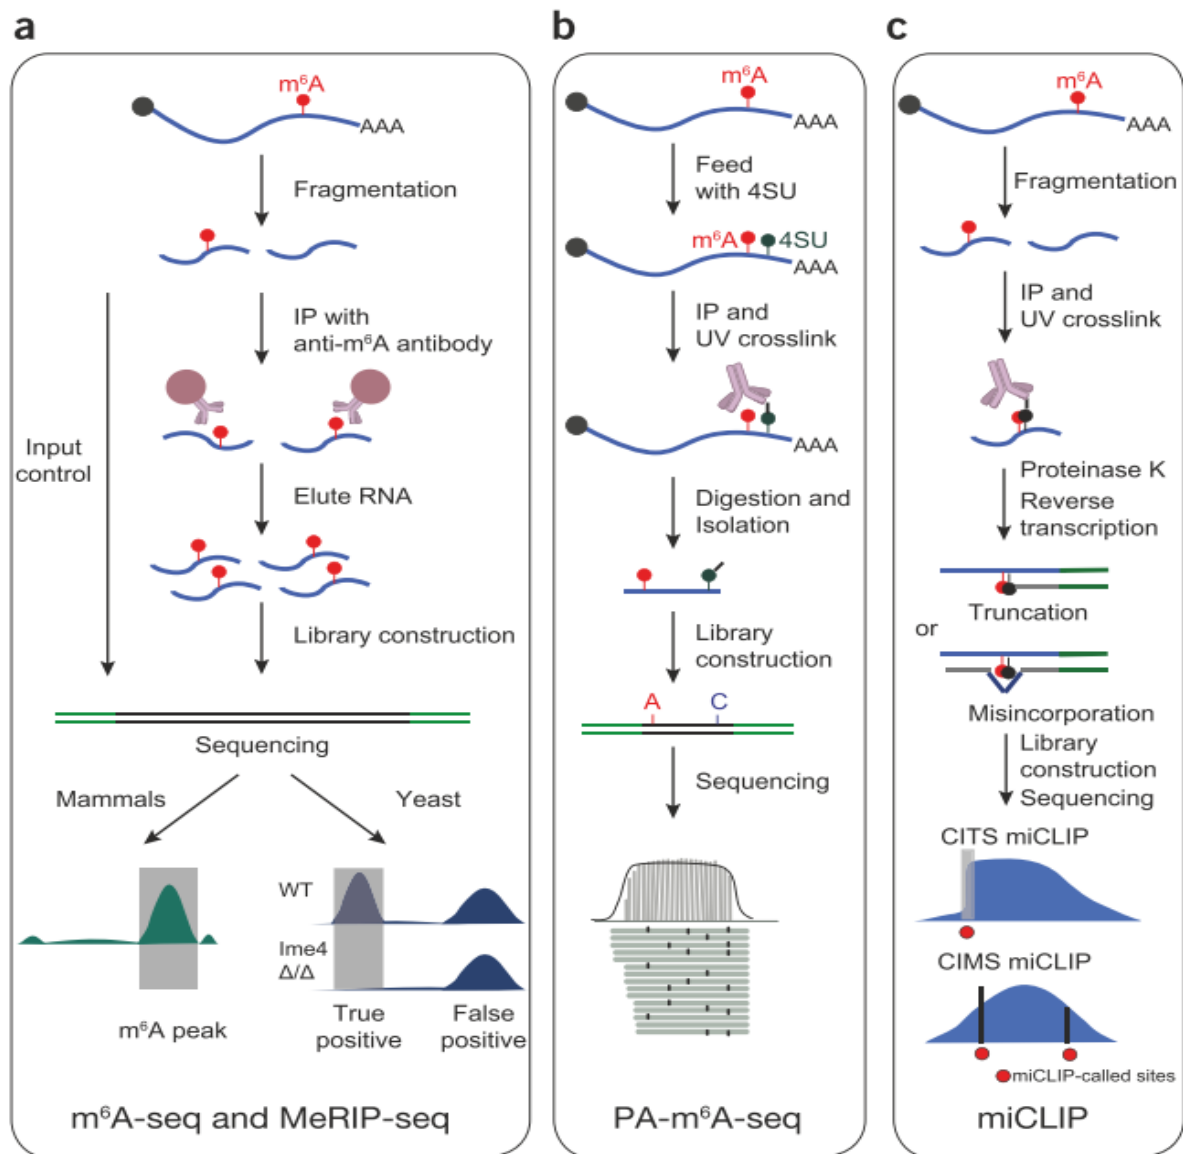 a
m⁶A
AAA
Fragmentation
IP with
anti-m⁶A antibody
Input
control
Elute RNA
Library construction
Sequencing
Mammals
Yeast
WT
Ime4
Δ/Δ
m⁶A peak
True
positive
False
positive
m⁶A-seq and MeRIP-seq
b
m⁶A
AAA
Feed
with 4SU
m⁶A
4SU
AAA
IP and
UV crosslink
AAA
Digestion and
Isolation
Library
construction
A
C
Sequencing
PA-m⁶A-seq
c
m⁶A
AAA
Fragmentation
IP and
UV crosslink
Proteinase K
Reverse
transcription
Truncation
or
Misincorporation
Library
construction
Sequencing
CITS miCLIP
CIMS miCLIP
miCLIP-called sites
miCLIP